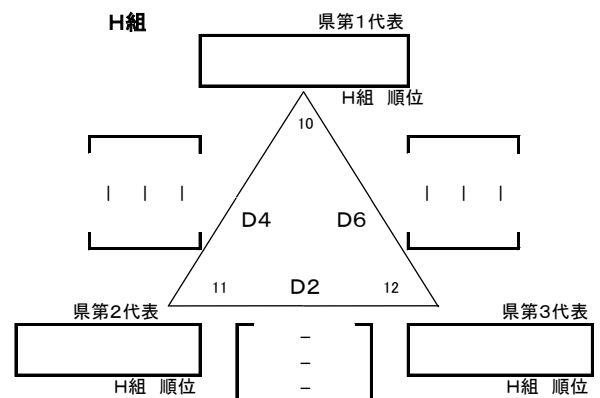 H組
県第1代表
H組 順位
10
| | |
| | |
D4
D6
11
D2
12
県第2代表
県第3代表
H組 順位
－
－
－
H組 順位